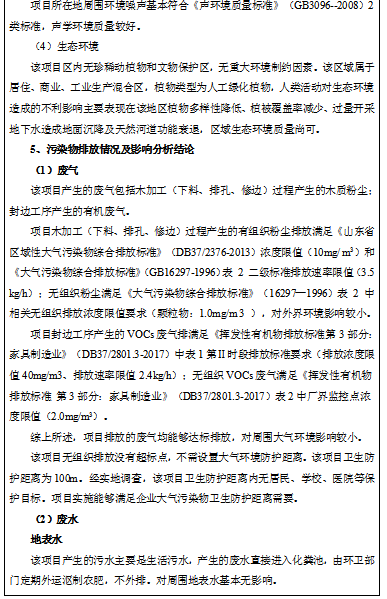 项目所在地周围环境噪声基本符合《声环境质量标准》（GB3096--2008）2
类标准，声学环境质量较好。
（4）生态环境
该项目区内无珍稀动植物和文物保护区，无重大环境制约因素。该区域属于
居住、商业、工业生产混合区，植物类型为人工绿化植物，人类活动对生态环境
造成的不利影响主要表现在该地区植物多样性降低、植被覆盖率减少、过量开采
地下水造成地面沉降及天然河道功能衰退，区域生态环境质量尚可。
5、污染物排放情况及影响分析结论
（1）废气
该项目产生的废气包括木加工（下料、排孔、修边）过程产生的木质粉尘；
封边工序产生的有机废气。
项目木加工（下料、排孔、修边）过程产生的有组织粉尘排放满足《山东省
区域性大气污染物综合排放标准》（DB37/2376-2013）浓度限值（10mg/ m³）和
《大气污染物综合排放标准》（GB16297-1996）表 2 二级标准排放速率限值（3.5
kg/h）；无组织粉尘满足《大气污染物综合排放标准》（16297—1996）表 2 中
相关无组织排放浓度限值要求（颗粒物：1.0mg/m 3 ），对外界环境影响较小。
项目封边工序产生的 VOCs 废气排满足《挥发性有机物排放标准第 3 部分：
家具制造业》（DB37/2801.3-2017）中表 1 第 II 时段排放标准要求（排放浓度限
值 40mg/m3、排放速率限值 2.4kg/h）；无组织 VOCs 废气满足《挥发性有机物
排放标准 第 3 部分：家具制造业》（DB37/2801.3-2017）表 2 中厂界监控点浓
度限值（2.0mg/m³）。
综上所述，项目排放的废气均能够达标排放，对周围大气环境影响较小。
该项目无组织排放没有超标点，不需设置大气环境防护距离。该项目卫生防
护距离为 100m。经实地调查，该项目卫生防护距离内无居民、学校、医院等保
护目标。项目实施能够满足企业大气污染物卫生防护距离需要。
（2）废水
地表水
该项目产生的污水主要是生活污水，产生的废水直接进入化粪池，由环卫部
门定期外运沤制农肥，不外排。对周围地表水基本无影响。